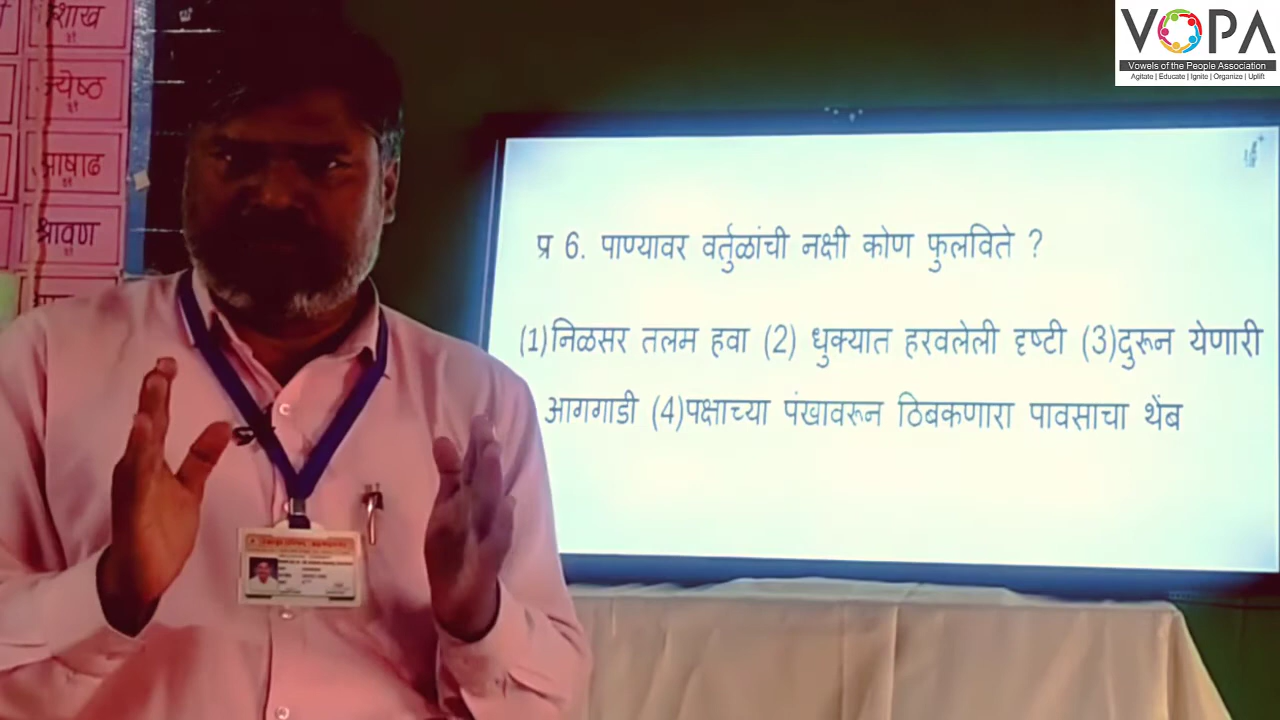 शाख
ज्येष्ठ
आषाढ
श्रावण
VOPA
Vowels of the People Association
Agitate | Educate | Ignite | Organize | Uplift
प्र 6. पाण्यावर वर्तुळांची नक्षी कोण फुलविते ?
(1)निळसर तलम हवा (2) धुक्यात हरवलेली दृष्टी (3)दुरून येणारी
आगगाडी (4)पक्षाच्या पंखावरून ठिबकणारा पावसाचा थेंब